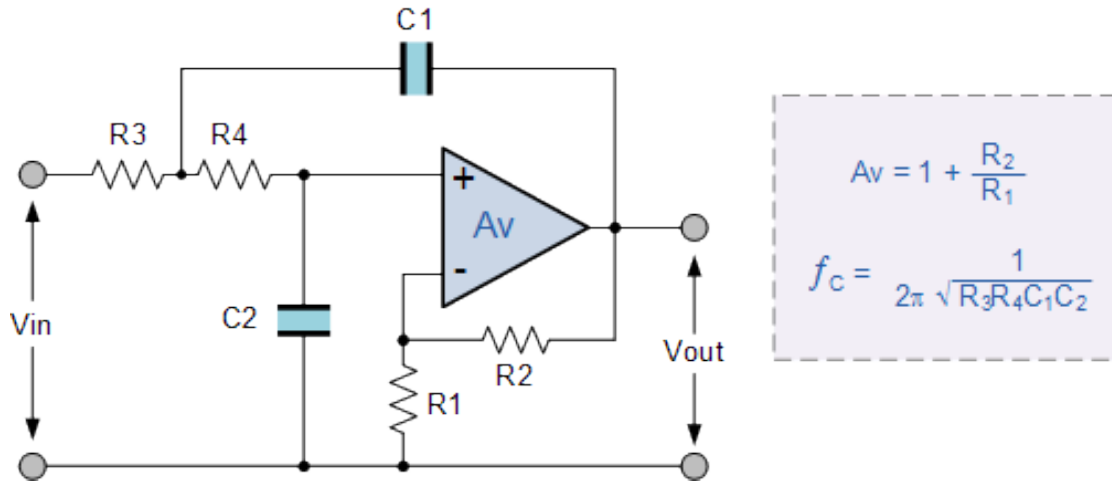 C1
R3
R4
+
Av
-
C2
Vin
R2
R1
Vout
Av = 1 + R₂/R₁
fC = 1/(2π √R₃R₄C₁C₂)